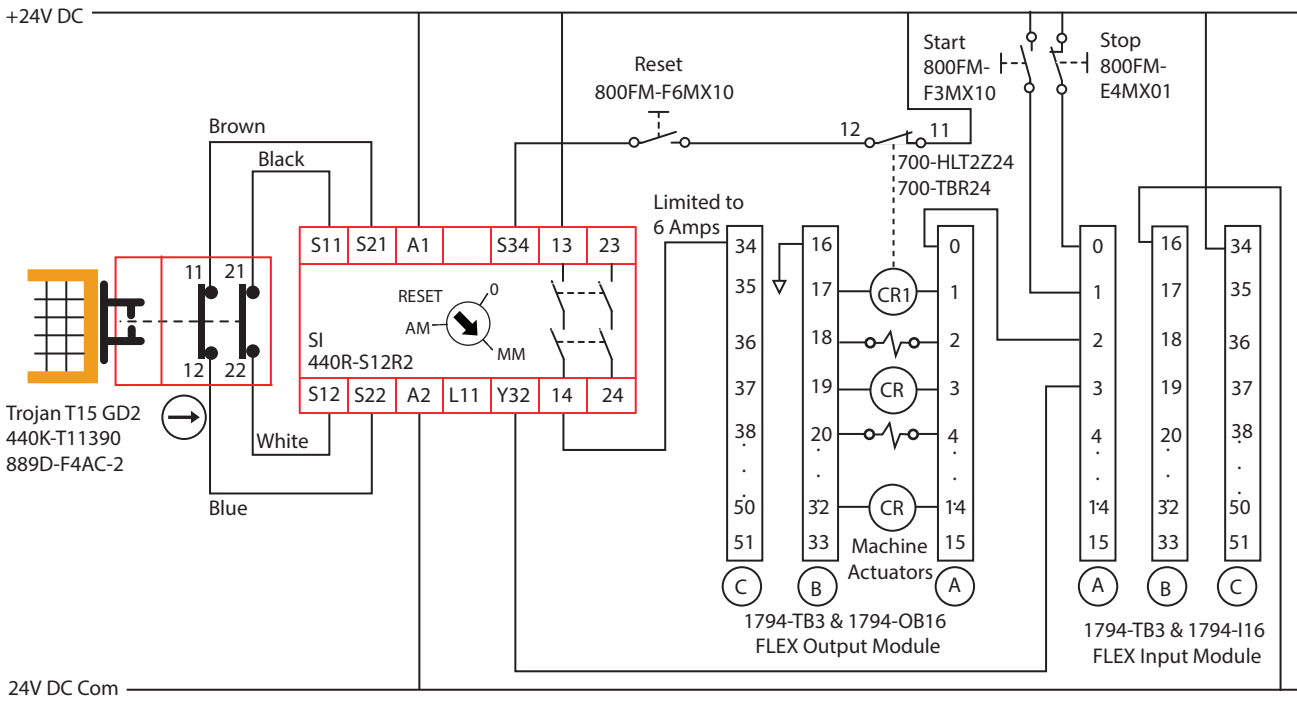 +24V DC
Start
800FM-
F3MX10
Stop
800FM-
E4MX01
Reset
800FM-F6MX10
12 11
700-HLT2Z24
700-TBR24
Brown
Black
Limited to
6 Amps
S11 S21 A1 S34 13 23
11 21
12 22
RESET 0
AM
MM
SI
440R-S12R2
S12 S22 A2 L11 Y32 14 24
Trojan T15 GD2
440K-T11390
889D-F4AC-2
White
Blue
34 16 0
35 17 CR1 1
36 18 2
37 19 CR 3
38 20 4
50 32 CR 14
51 33 15
Machine
Actuators
C B A
1794-TB3 & 1794-OB16
FLEX Output Module
0 16 34
1 17 35
2 18 36
3 19 37
4 20 38
14 32 50
15 33 51
A B C
1794-TB3 & 1794-I16
FLEX Input Module
24V DC Com